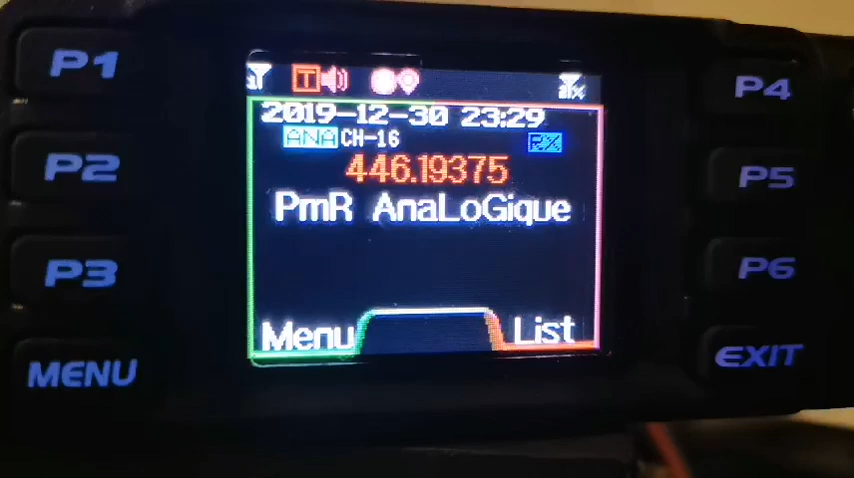 P1
P4
T
2019-12-30 23:29
ANA CH-16 RX
446.19375
P2
P5
PmR AnaLoGique
P3
P6
Menu List
MENU
EXIT